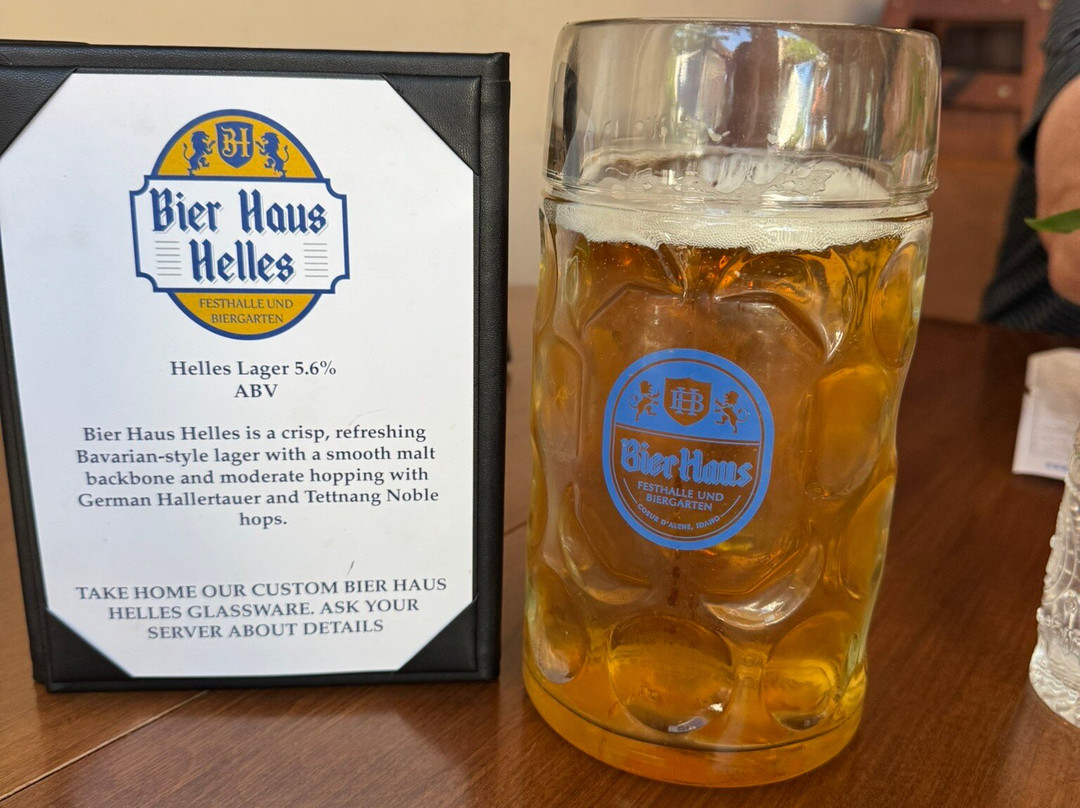 BH
Bier Haus
Helles
FESTHALLE UND
BIERGARTEN
Helles Lager 5.6%
ABV
Bier Haus Helles is a crisp, refreshing
Bavarian-style lager with a smooth malt
backbone and moderate hopping with
German Hallertauer and Tettnang Noble
hops.
TAKE HOME OUR CUSTOM BIER HAUS
HELLES GLASSWARE. ASK YOUR
SERVER ABOUT DETAILS
HB
Bier Haus
FESTHALLE UND
BIERGARTEN
COEUR D'ALENE, IDAHO